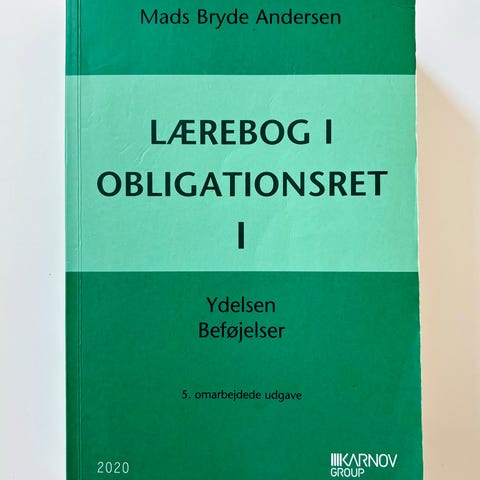 Mads Bryde Andersen
LÆREBOG I
OBLIGATIONSRET
I
Ydelsen
Beføjelser
5. omarbejdede udgave
2020
KARNOV
GROUP